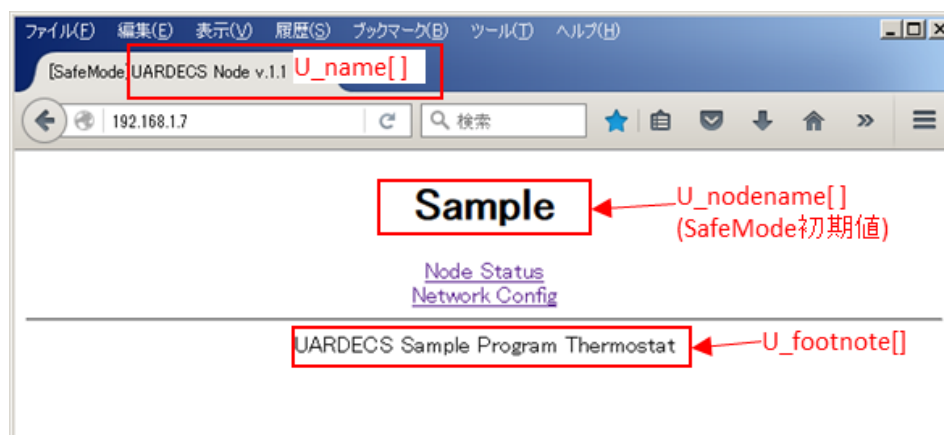 ファイル(F) 編集(E) 表示(V) 履歴(S) ブックマーク(B) ツール(T) ヘルプ(H)
[SafeMode]UARDECS Node v.1.1 U_name[]
192.168.1.7 検索
Sample
U_nodename[]
(SafeMode初期値)
Node Status
Network Config
UARDECS Sample Program Thermostat
U_footnote[]